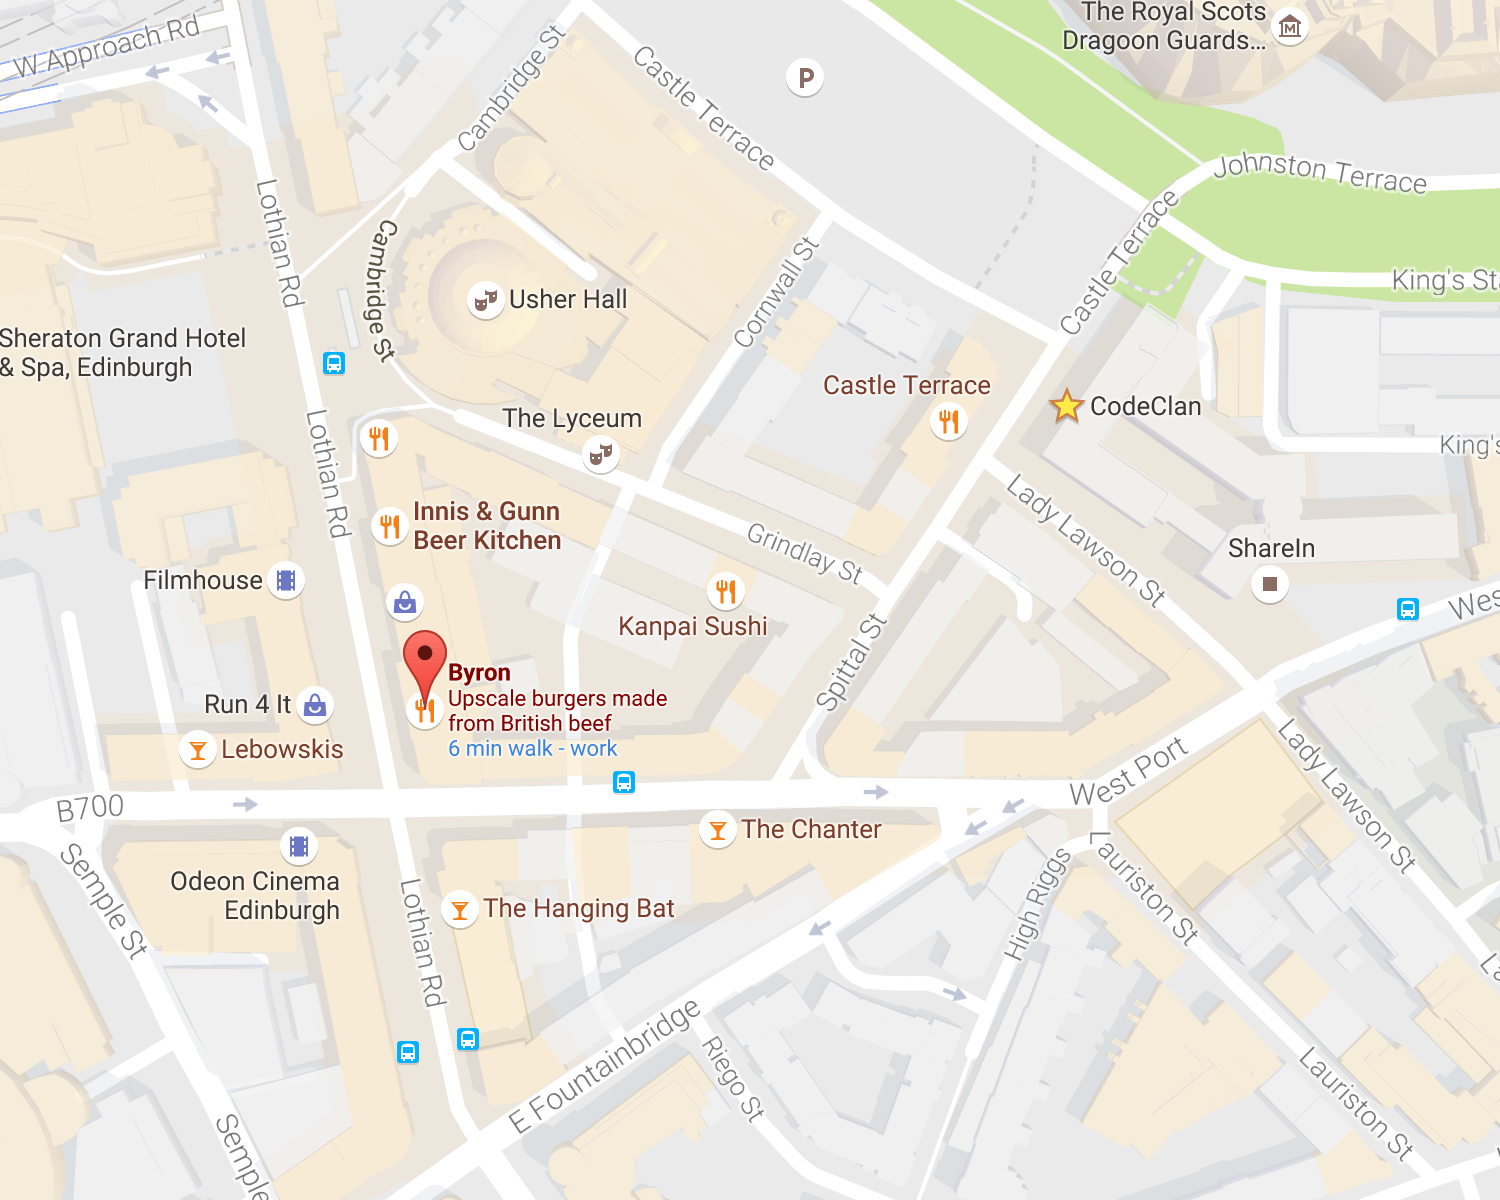 The Royal Scots
Dragoon Guards...
W Approach Rd
P
Cambridge St
Castle Terrace
Johnston Terrace
Lothian Rd
Cambridge St
Castle Terrace
Cornwall St
King's Sta
Usher Hall
Sheraton Grand Hotel
& Spa, Edinburgh
Castle Terrace
CodeClan
The Lyceum
King's
Lothian Rd
Innis & Gunn
Beer Kitchen
Grindlay St
Lady Lawson St
ShareIn
Filmhouse
Kanpai Sushi
Wes
Spittal St
Byron
Upscale burgers made
from British beef
6 min walk - work
Run 4 It
Lebowskis
West Port
Lady Lawson St
B700
The Chanter
Semple St
Odeon Cinema
Edinburgh
Lothian Rd
The Hanging Bat
High Riggs
Lauriston St
La
E Fountainbridge
Riego St
Lauriston St
Semple